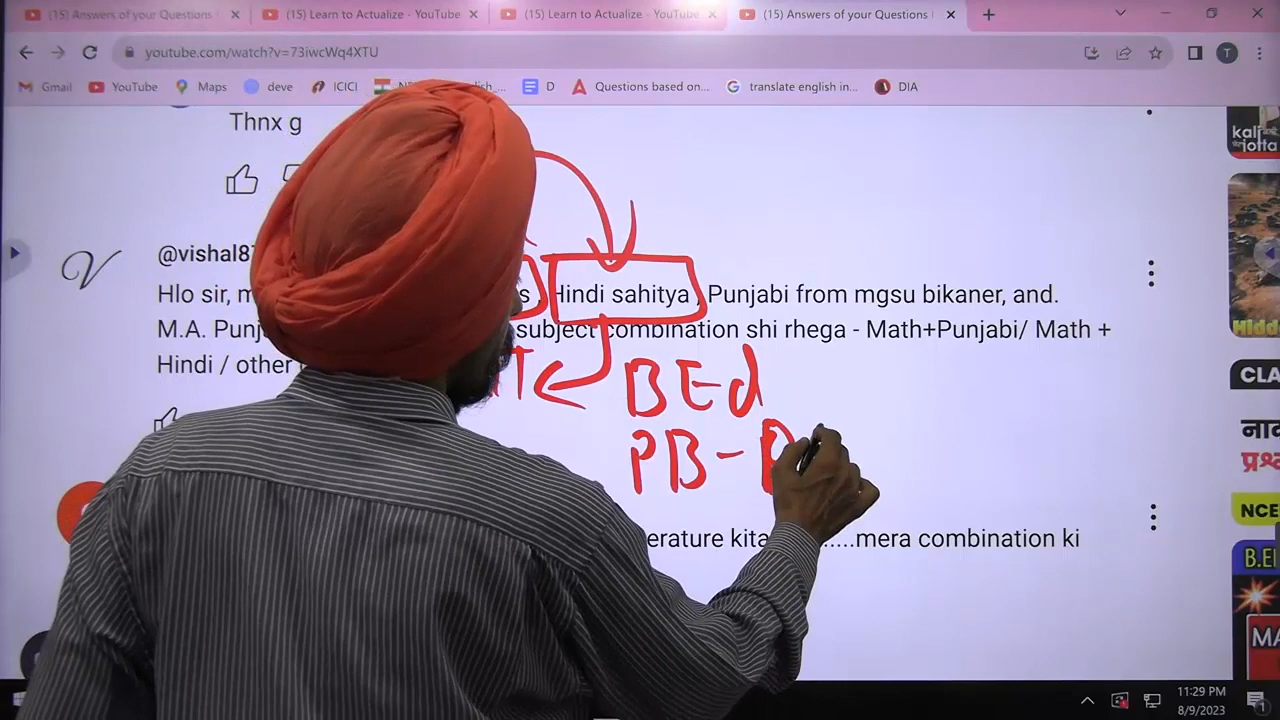 (15) Answers of your Questions
(15) Learn to Actualize - YouTube
(15) Learn to Actualize - YouTube
(15) Answers of your Questions
youtube.com/watch?v=73iwcWq4XTU
T
Gmail YouTube Maps deve ICICI D Questions based on... translate english in... DIA
Thnx g
@vishal8
Hlo sir, Hindi sahitya, Punjabi from mgsu bikaner, and.
M.A. subject combination shi rhega - Math+Punjabi/ Math +
Hindi / other
BEd
PB-
.....mera combination ki
kali
jotta
CLA
NCE
B.E
MA
11:29 PM
8/9/2023